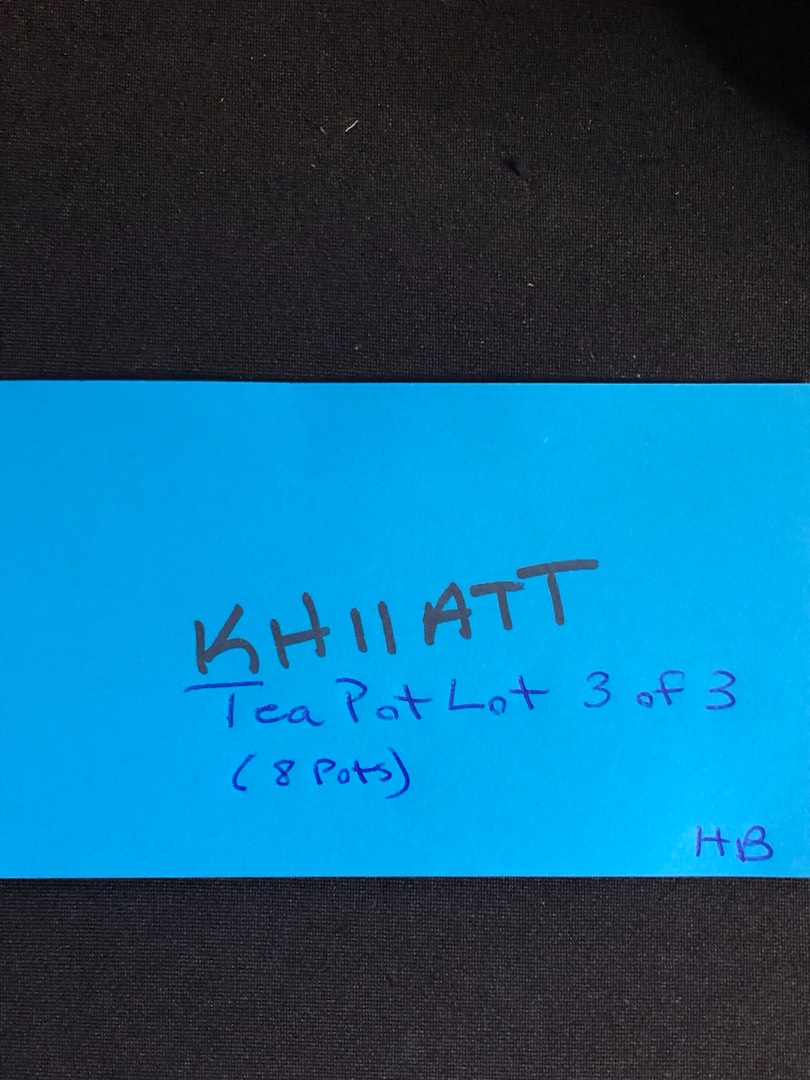 KH11ATT
Tea Pot Lot 3 of 3
(8 Pots)
HB